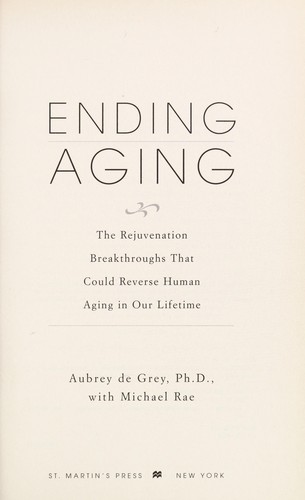 ENDING
AGING
The Rejuvenation
Breakthroughs That
Could Reverse Human
Aging in Our Lifetime
Aubrey de Grey, Ph.D.,
with Michael Rae
ST. MARTIN'S PRESS NEW YORK